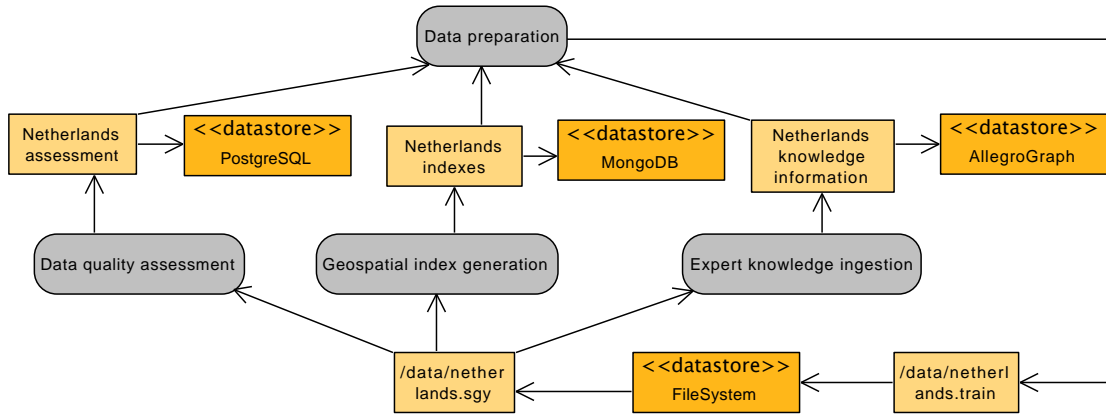 Data preparation
Netherlands
assessment
<<datastore>>
PostgreSQL
Netherlands
indexes
<<datastore>>
MongoDB
Netherlands
knowledge
information
<<datastore>>
AllegroGraph
Data quality assessment
Geospatial index generation
Expert knowledge ingestion
/data/nether
lands.sgy
<<datastore>>
FileSystem
/data/netherl
ands.train